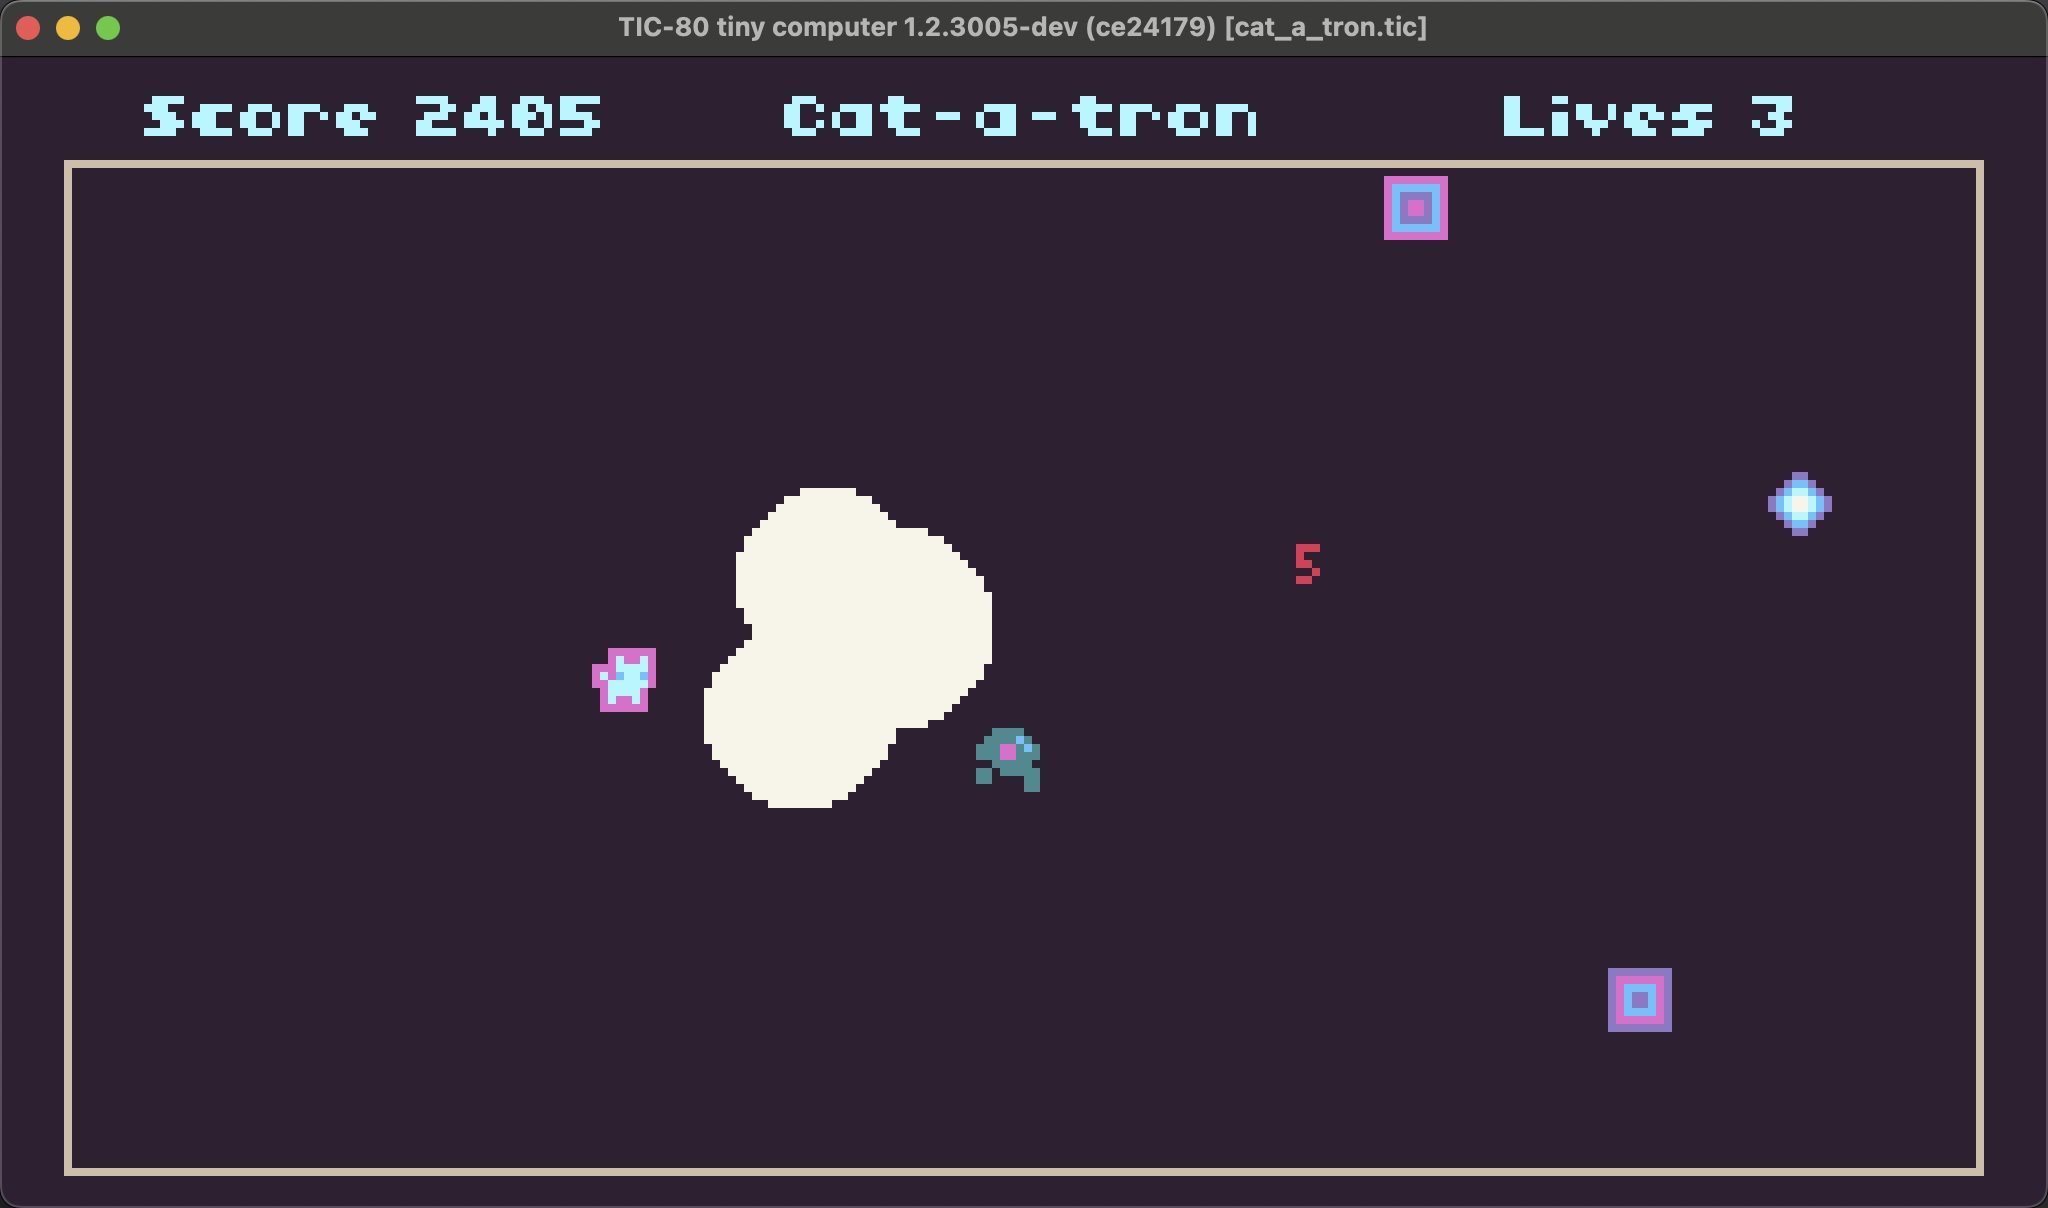 TIC-80 tiny computer 1.2.3005-dev (ce24179) [cat_a_tron.tic]
Score 2405 Cat-a-tron Lives 3
5